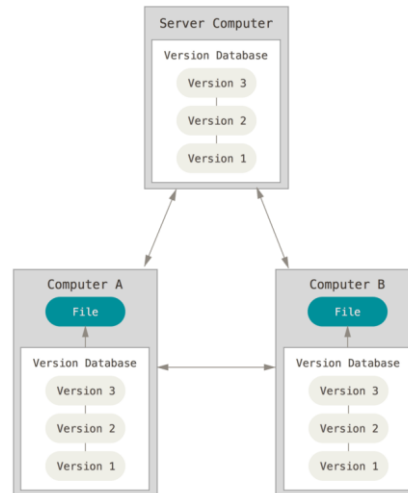 Server Computer
Version Database
Version 3
Version 2
Version 1
Computer A
File
Version Database
Version 3
Version 2
Version 1
Computer B
File
Version Database
Version 3
Version 2
Version 1